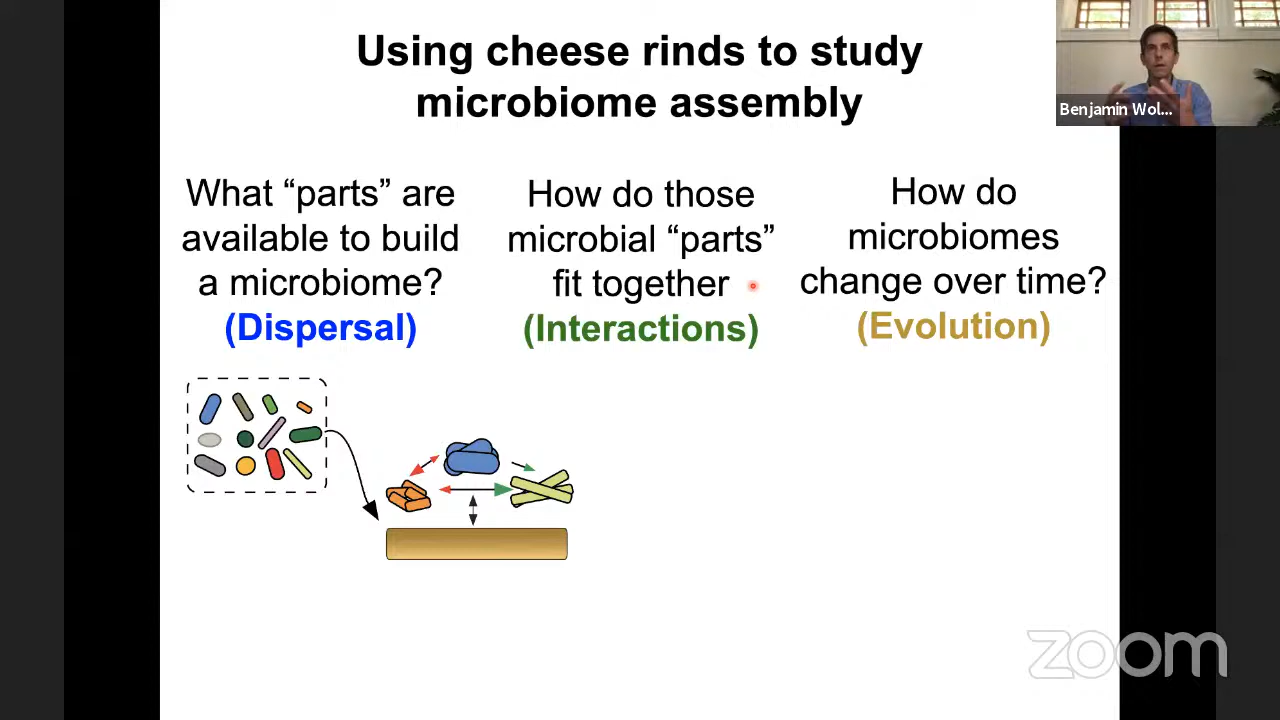 Using cheese rinds to study
microbiome assembly
Benjamin Wol...
What “parts” are
available to build
a microbiome?
(Dispersal)
How do those
microbial “parts”
fit together
(Interactions)
How do
microbiomes
change over time?
(Evolution)
zoom